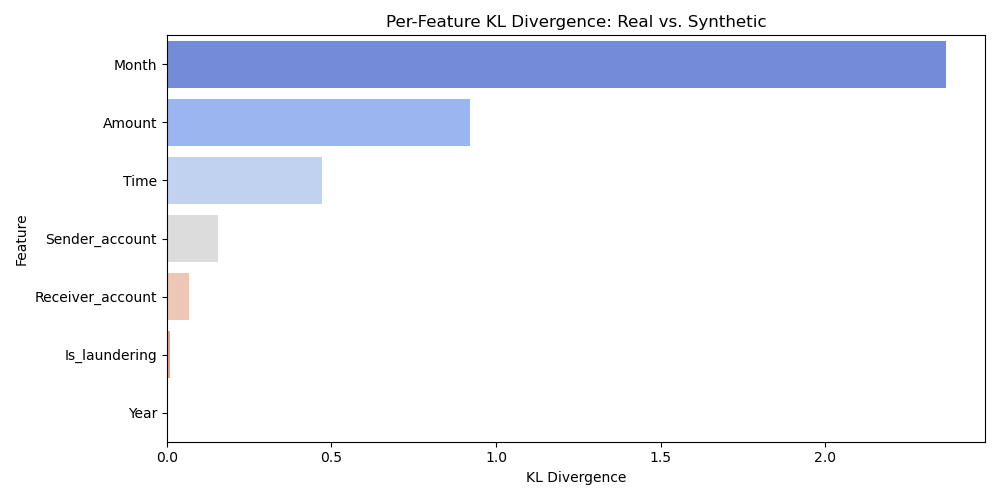 Per-Feature KL Divergence: Real vs. Synthetic
Feature
Month
Amount
Time
Sender_account
Receiver_account
Is_laundering
Year
0.0 0.5 1.0 1.5 2.0
KL Divergence